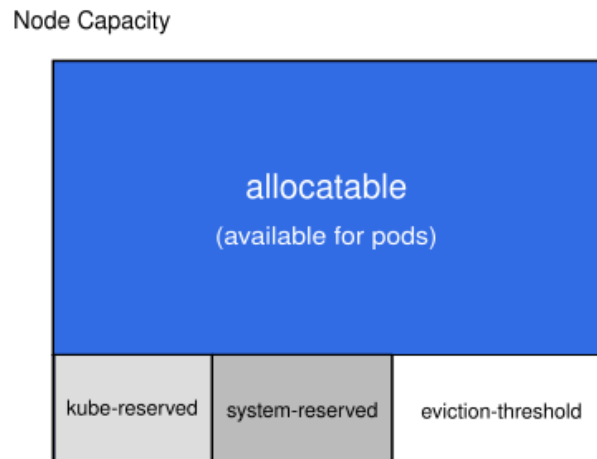 Node Capacity
allocatable
(available for pods)
kube-reserved
system-reserved
eviction-threshold